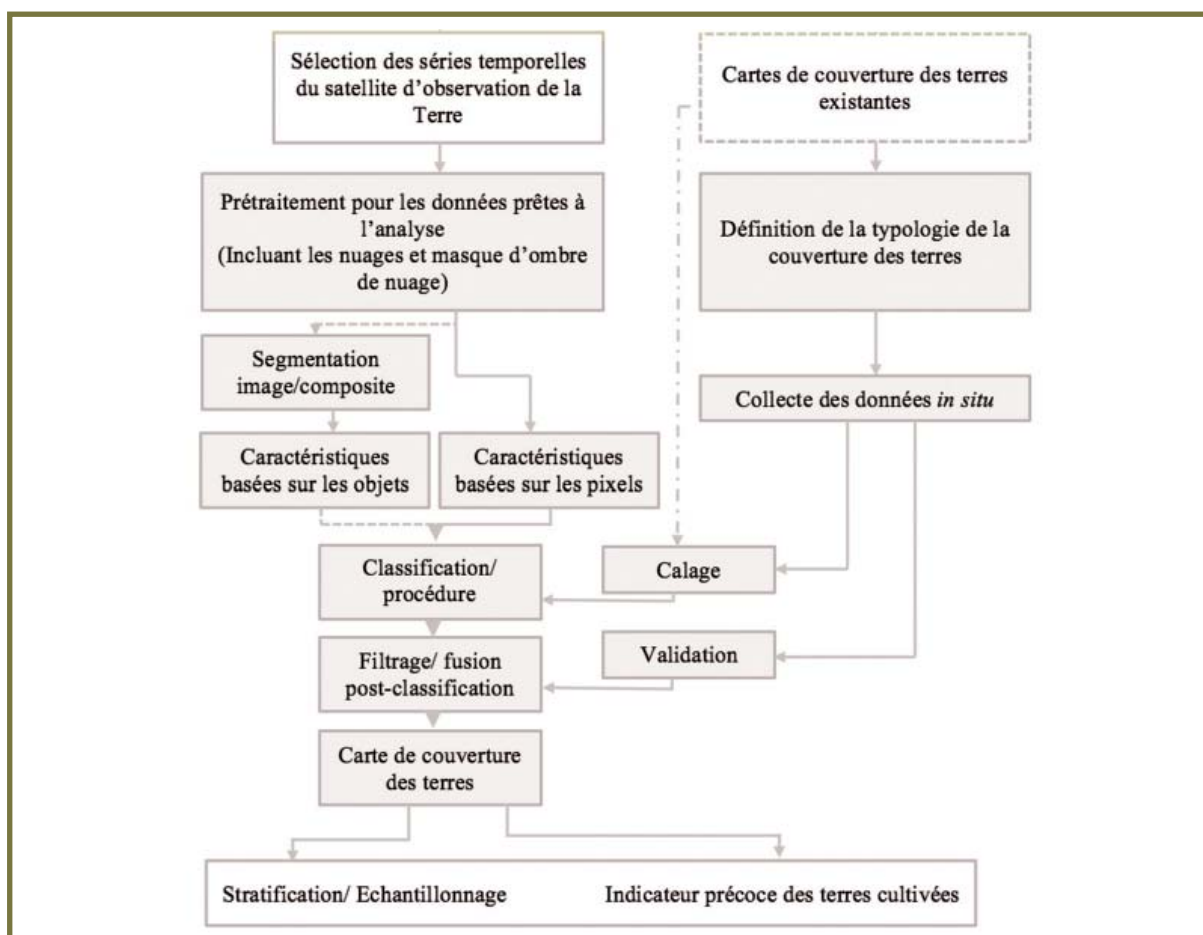 Sélection des séries temporelles
du satellite d’observation de la
Terre
Cartes de couverture des terres
existantes
Prétraitement pour les données prêtes à
l’analyse
(Incluant les nuages et masque d’ombre
de nuage)
Définition de la typologie de la
couverture des terres
Segmentation
image/composite
Collecte des données in situ
Caractéristiques
basées sur les objets
Caractéristiques
basées sur les pixels
Classification/
procédure
Calage
Filtrage/ fusion
post-classification
Validation
Carte de couverture
des terres
Stratification/ Echantillonnage
Indicateur précoce des terres cultivées